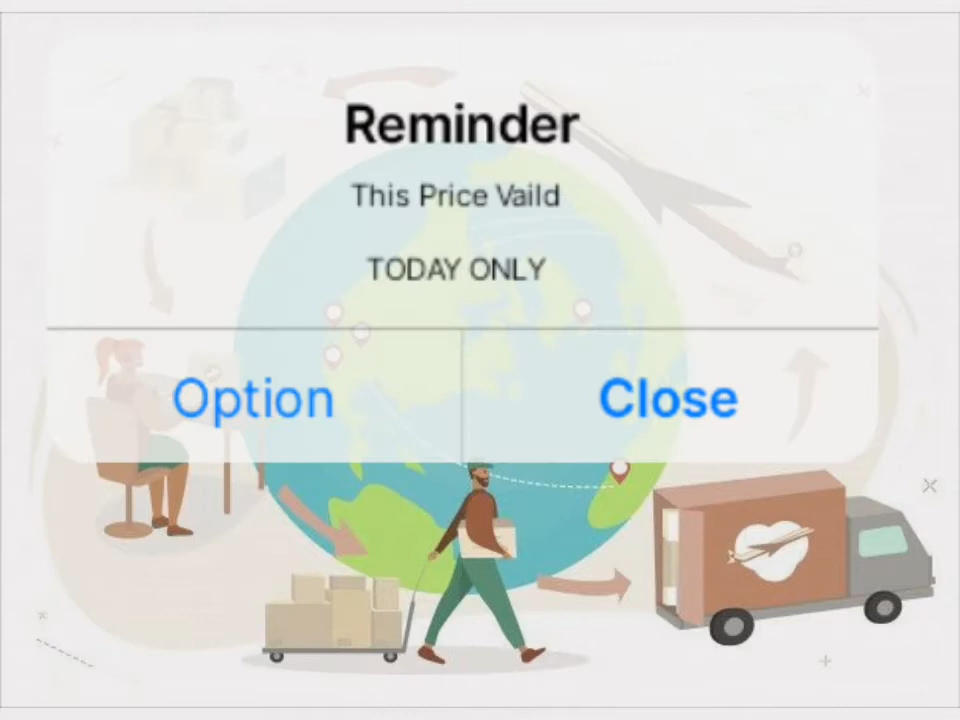 Reminder
This Price Vaild
TODAY ONLY
Option
Close